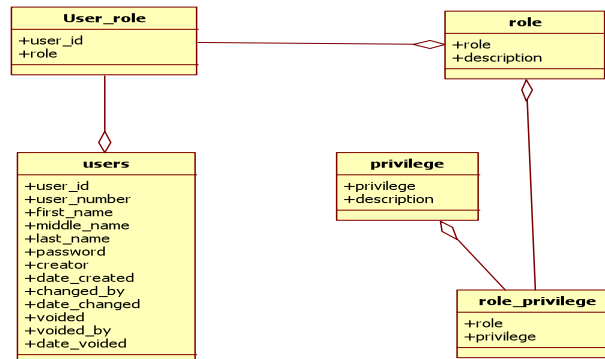 User_role
+user_id
+role
role
+role
+description
users
+user_id
+user_number
+first_name
+middle_name
+last_name
+password
+creator
+date_created
+changed_by
+date_changed
+voided
+voided_by
+date_voided
privilege
+privilege
+description
role_privilege
+role
+privilege